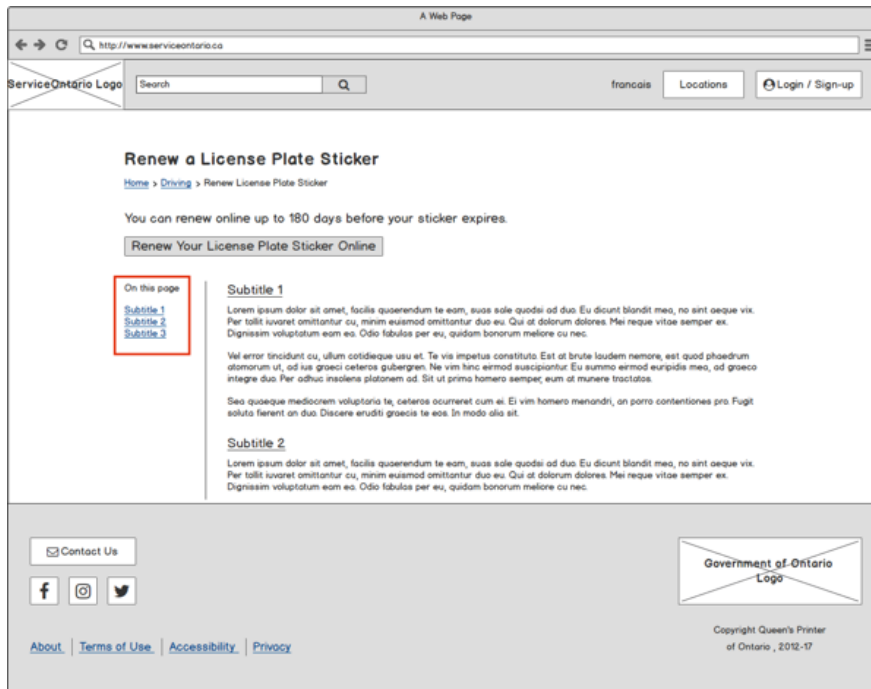 A Web Page
http://www.serviceontario.ca
ServiceOntario Logo
Search
francais
Locations
Login / Sign-up
Renew a License Plate Sticker
Home > Driving > Renew License Plate Sticker
You can renew online up to 180 days before your sticker expires.
Renew Your License Plate Sticker Online
On this page
Subtitle 1
Subtitle 2
Subtitle 3
Subtitle 1
Lorem ipsum dolor sit amet, facilis quaerendum te eam, suas sale quodsi ad duo. Eu dicunt blandit mea, no sint aeque vix.
Per tollit iuvaret omittantur cu, minim euismod omittantur duo eu. Qui at dolorum dolores. Mei reque vitae semper ex.
Dignissim voluptatum eam ea. Odio fabulas per eu, quidam bonorum meliore cu nec.
Vel error tincidunt cu, ullum cotidieque usu et. Te vis impetus constituto. Est at brute laudem nemore, est quod phaedrum
atomorum ut, ad ius graeci ceteros gubergren. Ne vim hinc eirmod suscipiantur. Eu summo eirmod euripidis mea, ad graeco
integre duo. Per adhuc insolens platonem ad. Sit ut prima homero semper, eum at munere tractatos.
Sea quaeque mediocrem voluptaria te, ceteros ocurreret cum ei. Ei vim homero menandri, an porro contentiones pro. Fugit
soluta fierent an duo. Discere eruditi graecis te eos. In modo alia sit.
Subtitle 2
Lorem ipsum dolor sit amet, facilis quaerendum te eam, suas sale quodsi ad duo. Eu dicunt blandit mea, no sint aeque vix.
Per tollit iuvaret omittantur cu, minim euismod omittantur duo eu. Qui at dolorum dolores. Mei reque vitae semper ex.
Dignissim voluptatum eam ea. Odio fabulas per eu, quidam bonorum meliore cu nec.
Contact Us
Government of Ontario
Logo
About
Terms of Use
Accessibility
Privacy
Copyright Queen's Printer
of Ontario , 2012-17